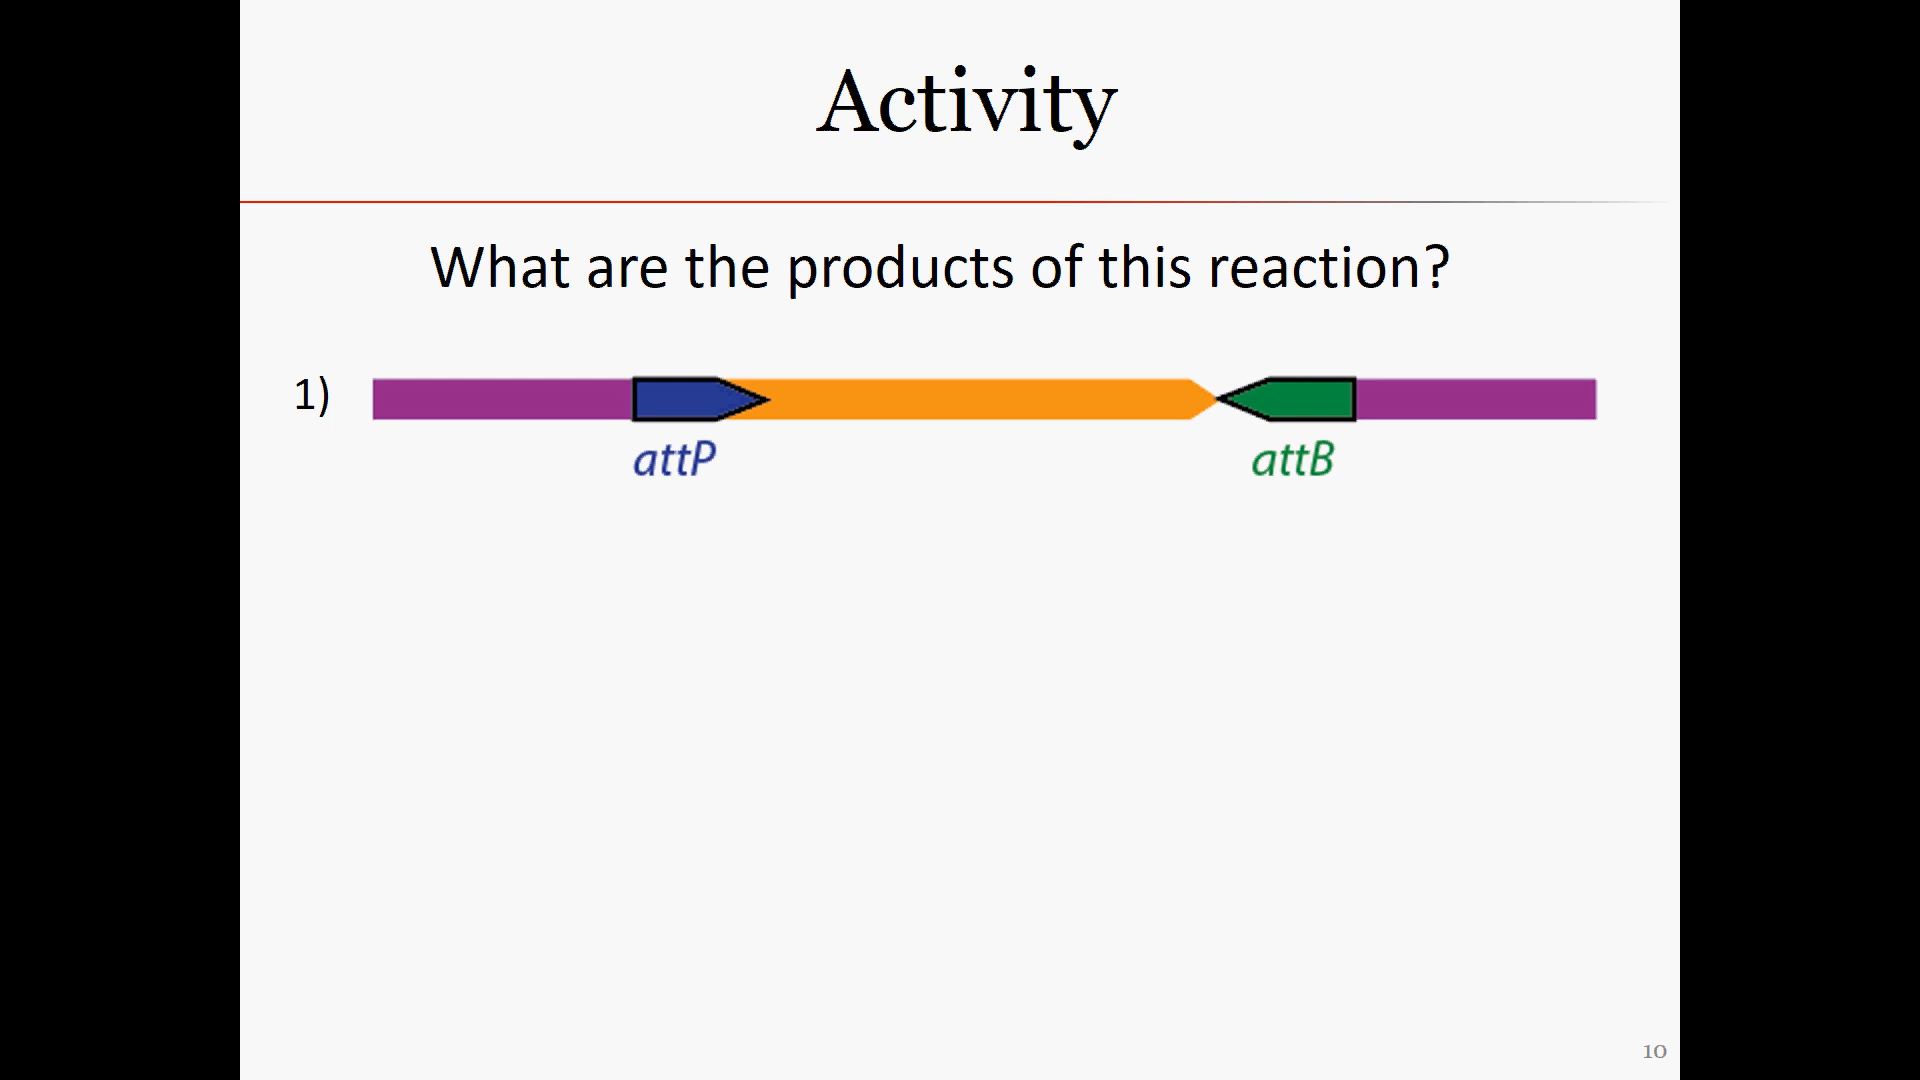 Activity
What are the products of this reaction?
1)
attP
attB
10